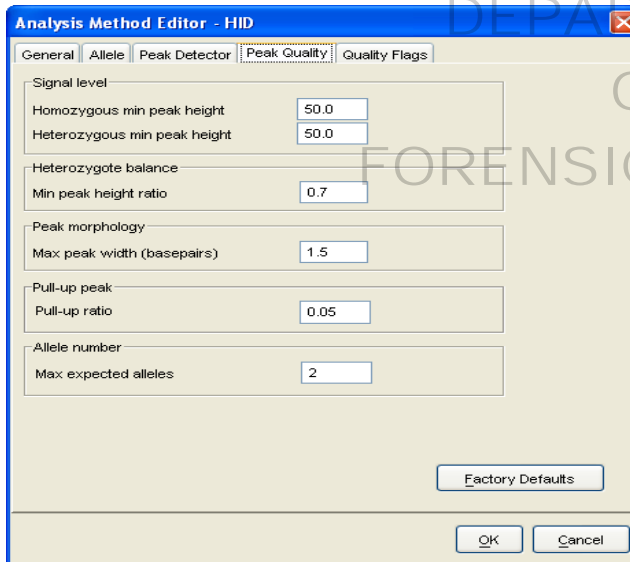 Analysis Method Editor - HID
General Allele Peak Detector Peak Quality Quality Flags
Signal level
Homozygous min peak height 50.0
Heterozygous min peak height 50.0
Heterozygote balance
Min peak height ratio 0.7
Peak morphology
Max peak width (basepairs) 1.5
Pull-up peak
Pull-up ratio 0.05
Allele number
Max expected alleles 2
Factory Defaults
OK Cancel
FORENSIC